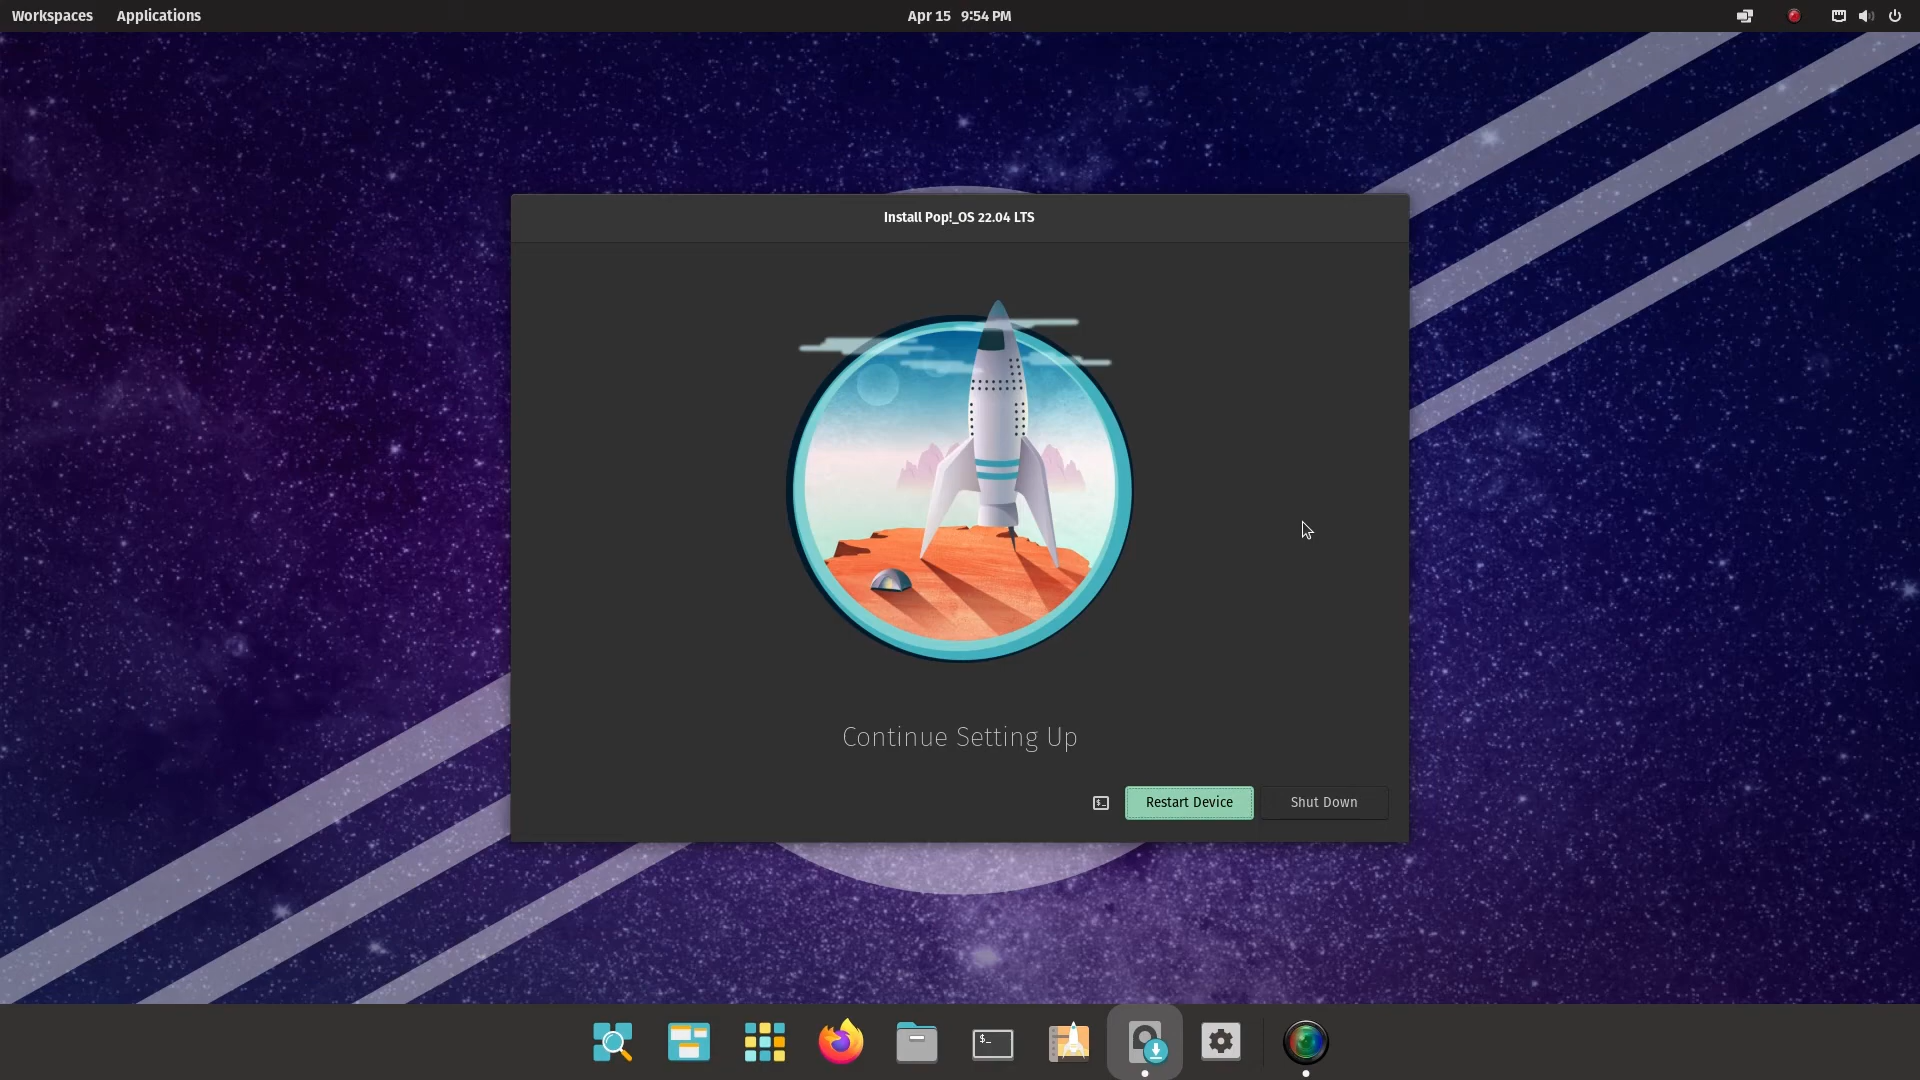 Workspaces Applications Apr 15 9:54 PM
Install Pop!_OS 22.04 LTS
Continue Setting Up
Restart Device Shut Down
$_